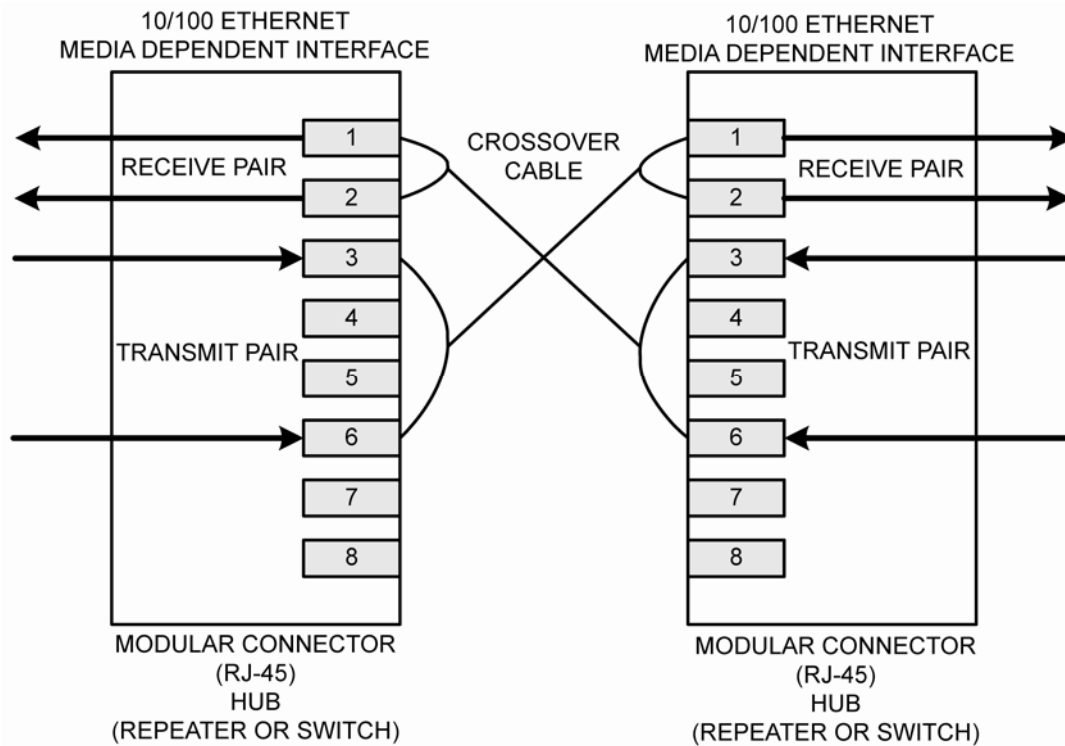 10/100 ETHERNET
MEDIA DEPENDENT INTERFACE
10/100 ETHERNET
MEDIA DEPENDENT INTERFACE
1
RECEIVE PAIR
2
3
4
TRANSMIT PAIR
5
6
7
8
CROSSOVER
CABLE
1
RECEIVE PAIR
2
3
4
TRANSMIT PAIR
5
6
7
8
MODULAR CONNECTOR
(RJ-45)
HUB
(REPEATER OR SWITCH)
MODULAR CONNECTOR
(RJ-45)
HUB
(REPEATER OR SWITCH)